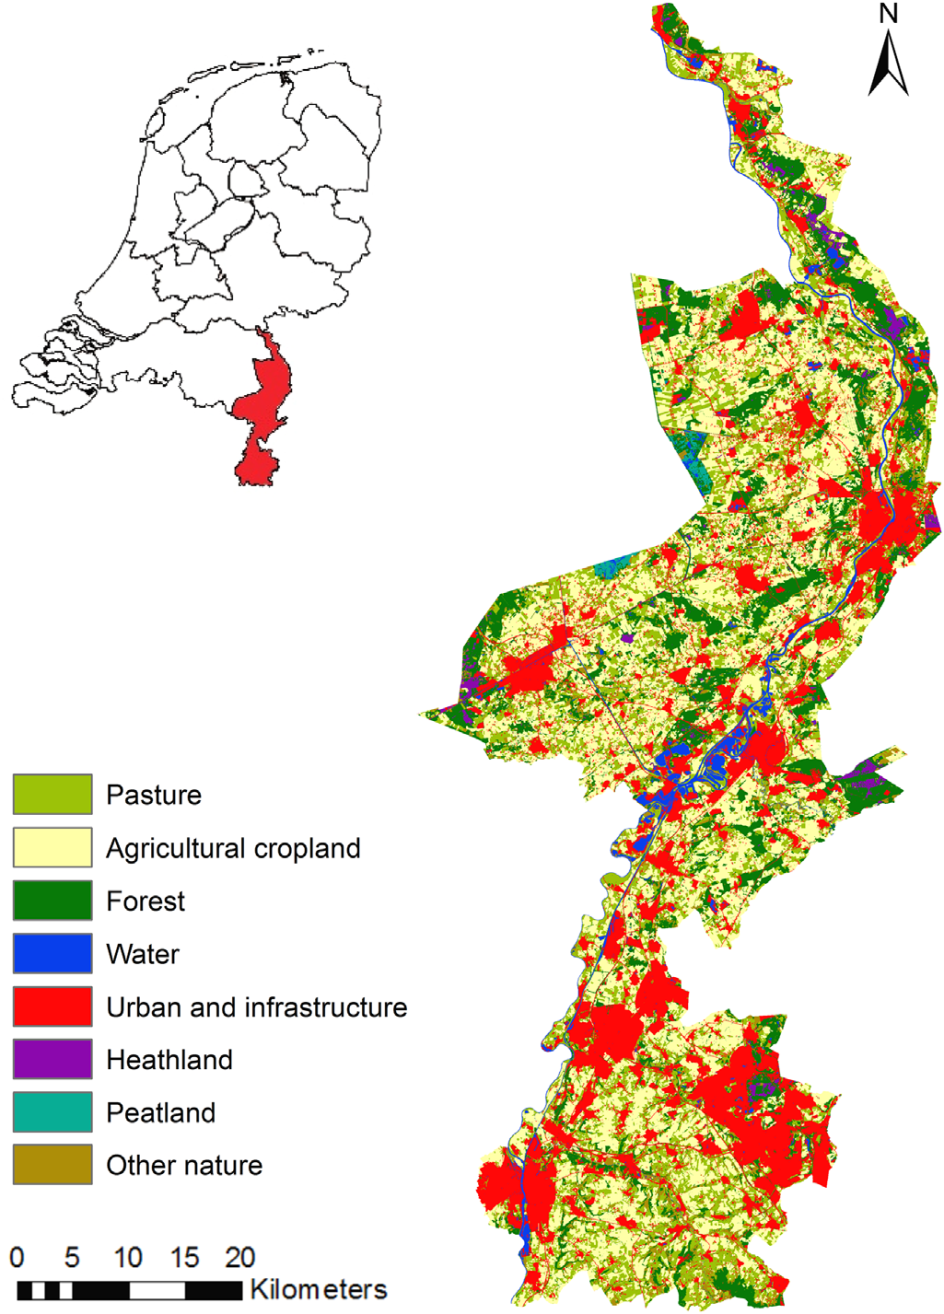 N
Pasture
Agricultural cropland
Forest
Water
Urban and infrastructure
Heathland
Peatland
Other nature
0 5 10 15 20
Kilometers